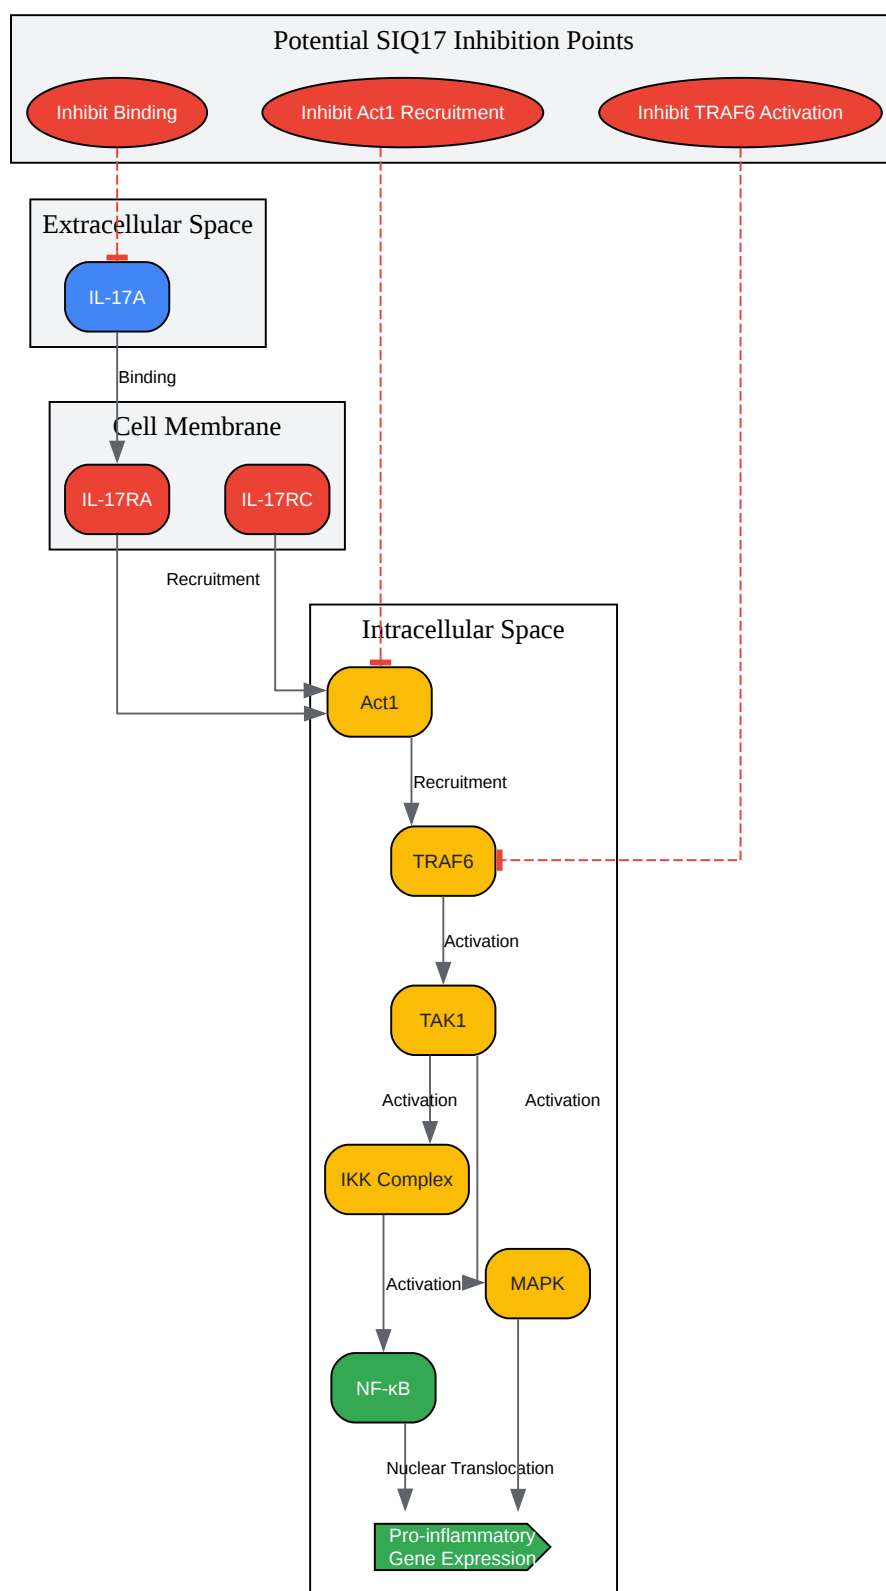 Potential SIQ17 Inhibition Points
Inhibit Binding
Inhibit Act1 Recruitment
Inhibit TRAF6 Activation
Extracellular Space
IL-17A
Binding
Cell Membrane
IL-17RA
IL-17RC
Recruitment
Intracellular Space
Act1
Recruitment
TRAF6
Activation
TAK1
Activation
Activation
IKK Complex
Activation
MAPK
NF-κB
Nuclear Translocation
Pro-inflammatory
Gene Expression